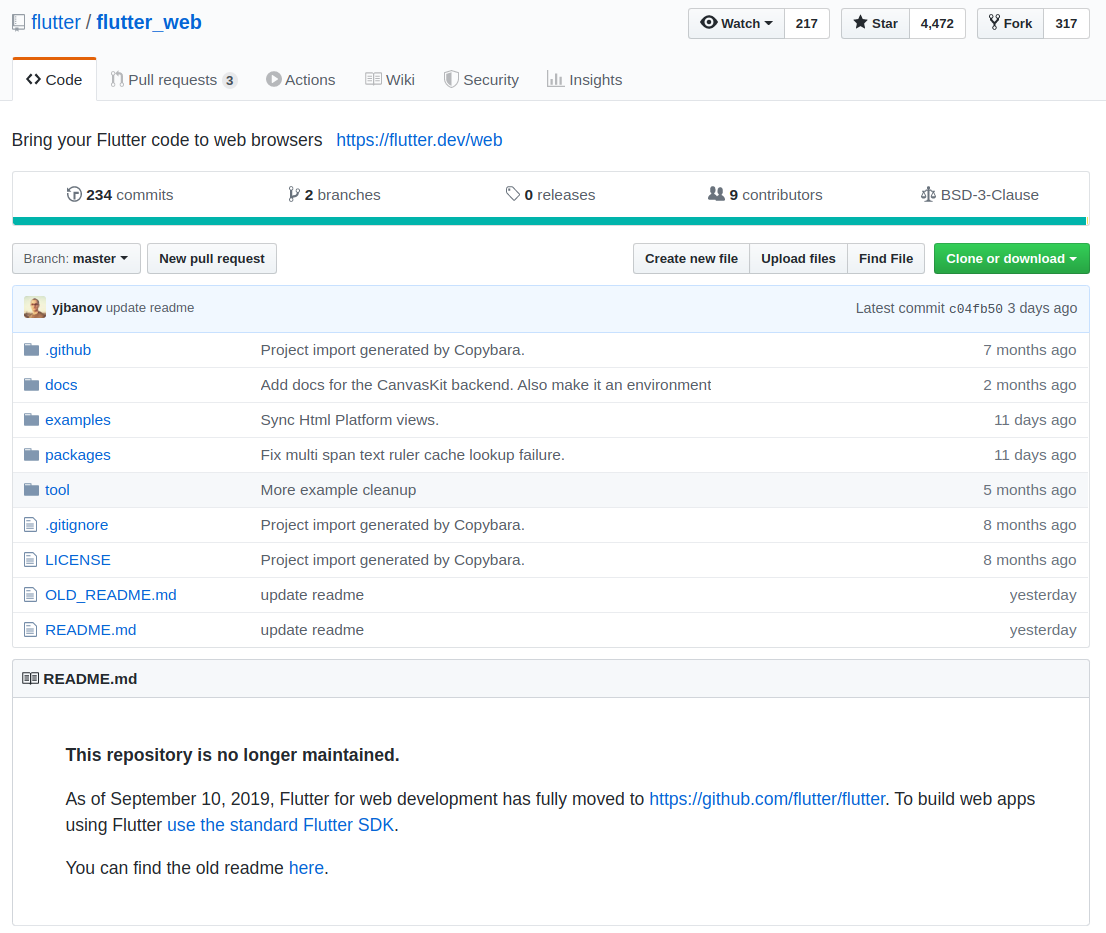 flutter / flutter_web Watch 217 Star 4,472 Fork 317
Code Pull requests 3 Actions Wiki Security Insights
Bring your Flutter code to web browsers https://flutter.dev/web
234 commits 2 branches 0 releases 9 contributors BSD-3-Clause
Branch: master New pull request Create new file Upload files Find File Clone or download
yjbanov update readme Latest commit c04fb50 3 days ago
.github Project import generated by Copybara. 7 months ago
docs Add docs for the CanvasKit backend. Also make it an environment 2 months ago
examples Sync Html Platform views. 11 days ago
packages Fix multi span text ruler cache lookup failure. 11 days ago
tool More example cleanup 5 months ago
.gitignore Project import generated by Copybara. 8 months ago
LICENSE Project import generated by Copybara. 8 months ago
OLD_README.md update readme yesterday
README.md update readme yesterday
README.md
This repository is no longer maintained.
As of September 10, 2019, Flutter for web development has fully moved to https://github.com/flutter/flutter. To build web apps
using Flutter use the standard Flutter SDK.
You can find the old readme here.